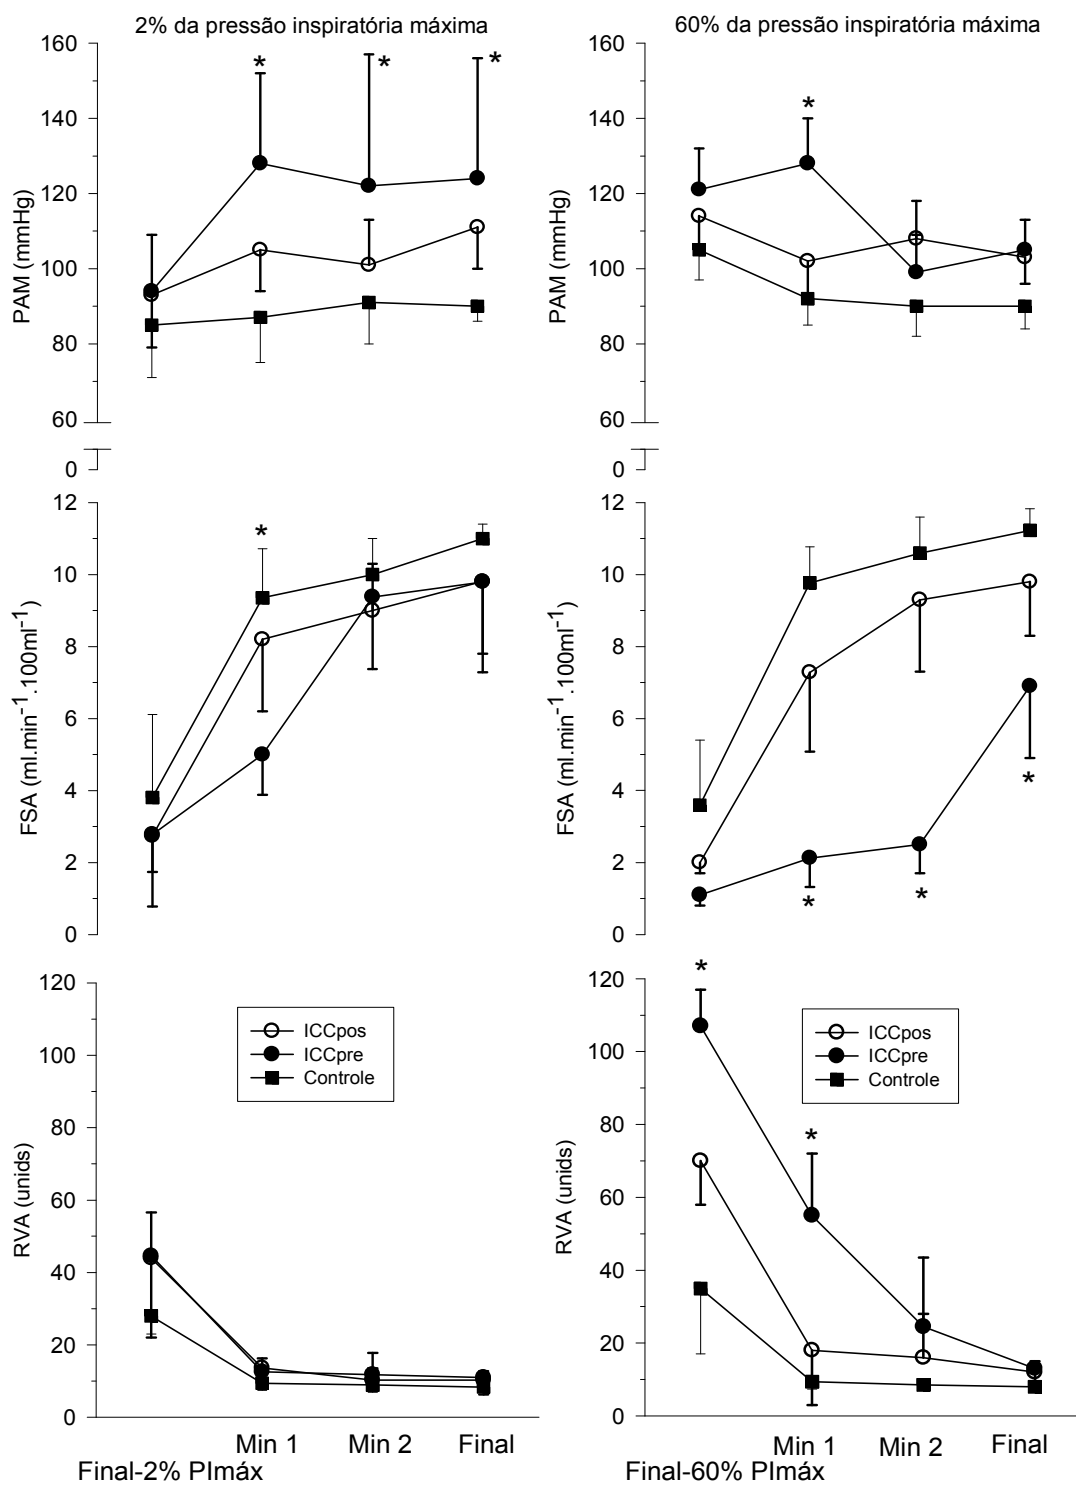 2% da pressão inspiratória máxima
60% da pressão inspiratória máxima
PAM (mmHg)
160
140
120
100
80
60
0
*
*
*
PAM (mmHg)
160
140
120
100
80
60
0
*
FSA (ml.min⁻¹.100ml⁻¹)
12
10
8
6
4
2
0
*
FSA (ml.min⁻¹.100ml⁻¹)
12
10
8
6
4
2
0
*
*
*
RVA (unids)
120
100
80
60
40
20
0
ICCpos
ICCpre
Controle
RVA (unids)
120
100
80
60
40
20
0
*
*
ICCpos
ICCpre
Controle
Min 1
Min 2
Final
Final-2% PImáx
Min 1
Min 2
Final
Final-60% PImáx